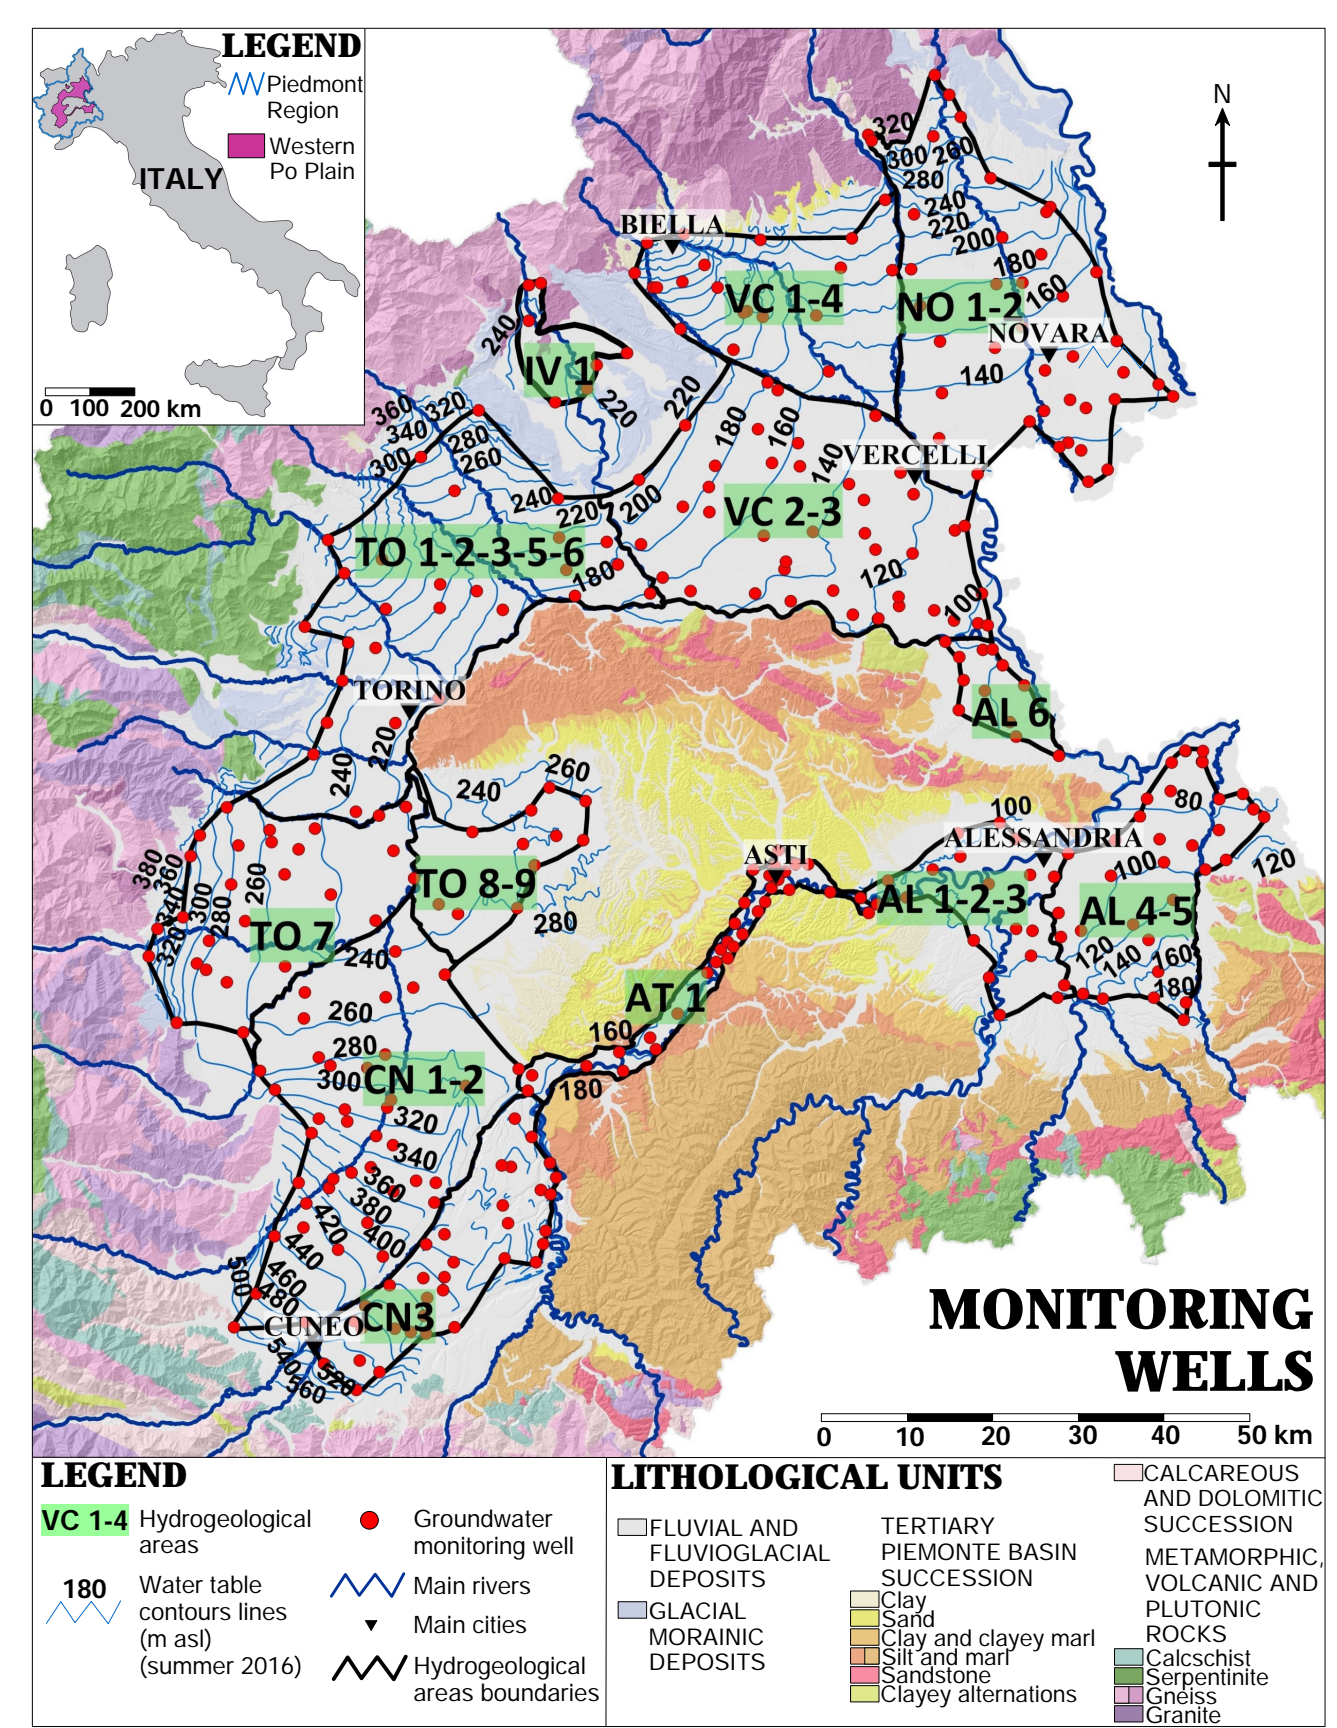 LEGEND
Piedmont
Region
Western
Po Plain
ITALY
0 100 200 km
N
320
300 260
280
240
220
200
180
160
BIELLA
VC 1-4
NO 1-2
NOVARA
140
240
IV 1
220
220
180
160
140
VERCELLI
360
320
340
280
300
260
240
220
200
VC 2-3
TO 1-2-3-5-6
180
120
100
TORINO
AL 6
220
240
240
260
100
80
ALESSANDRIA
ASTI
100
120
380
360
340
320
300
280
260
TO 8-9
AL 1-2-3
AL 4-5
280
TO 7
240
120
140
160
180
AT 1
260
160
280
300
CN 1-2
180
320
340
360
380
400
420
440
460
480
500
CN3
CUNEO
520
540
560
MONITORING
WELLS
0 10 20 30 40 50 km
LEGEND
VC 1-4
Hydrogeological
areas
180
Water table
contours lines
(m asl)
(summer 2016)
Groundwater
monitoring well
Main rivers
Main cities
Hydrogeological
areas boundaries
LITHOLOGICAL UNITS
FLUVIAL AND
FLUVIOGLACIAL
DEPOSITS
GLACIAL
MORAINIC
DEPOSITS
TERTIARY
PIEMONTE BASIN
SUCCESSION
Clay
Sand
Clay and clayey marl
Silt and marl
Sandstone
Clayey alternations
CALCAREOUS
AND DOLOMITIC
SUCCESSION
METAMORPHIC,
VOLCANIC AND
PLUTONIC
ROCKS
Calcschist
Serpentinite
Gneiss
Granite